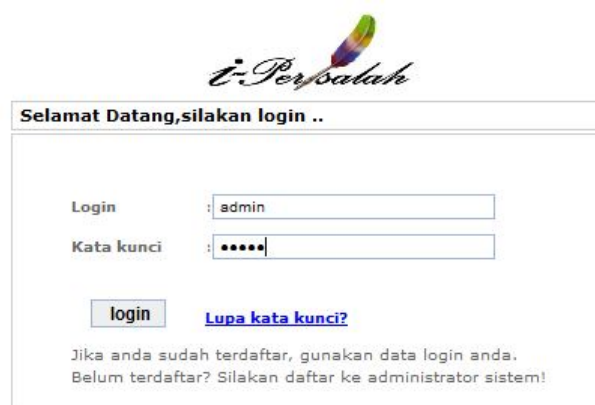 i-Perisalah
Selamat Datang,silakan login ..
Login : admin
Kata kunci : •••••
login Lupa kata kunci?
Jika anda sudah terdaftar, gunakan data login anda.
Belum terdaftar? Silakan daftar ke administrator sistem!